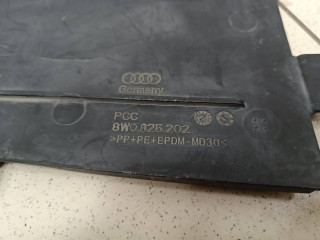 Germany
PCC
8W0.825.202
>PP+PE+EPDM-MD30<